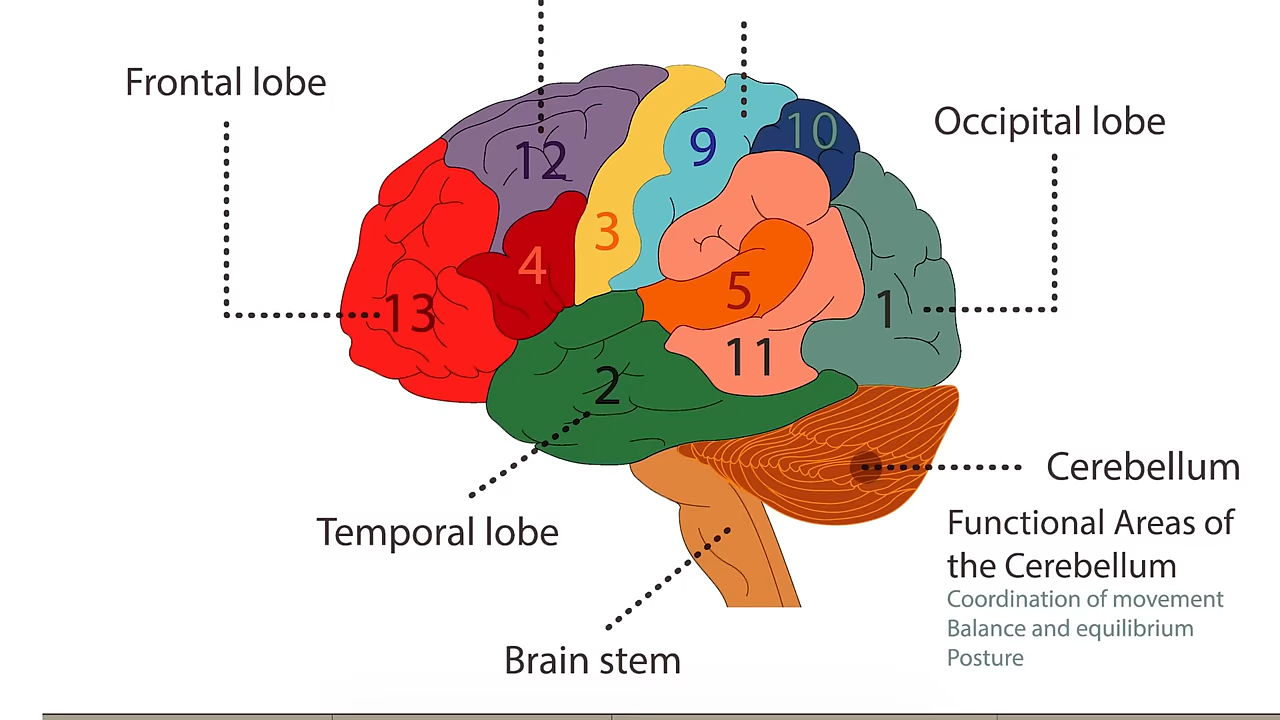 Frontal lobe
Occipital lobe
10
9
12
3
4
5
13
1
11
2
Cerebellum
Temporal lobe
Functional Areas of
the Cerebellum
Coordination of movement
Balance and equilibrium
Posture
Brain stem